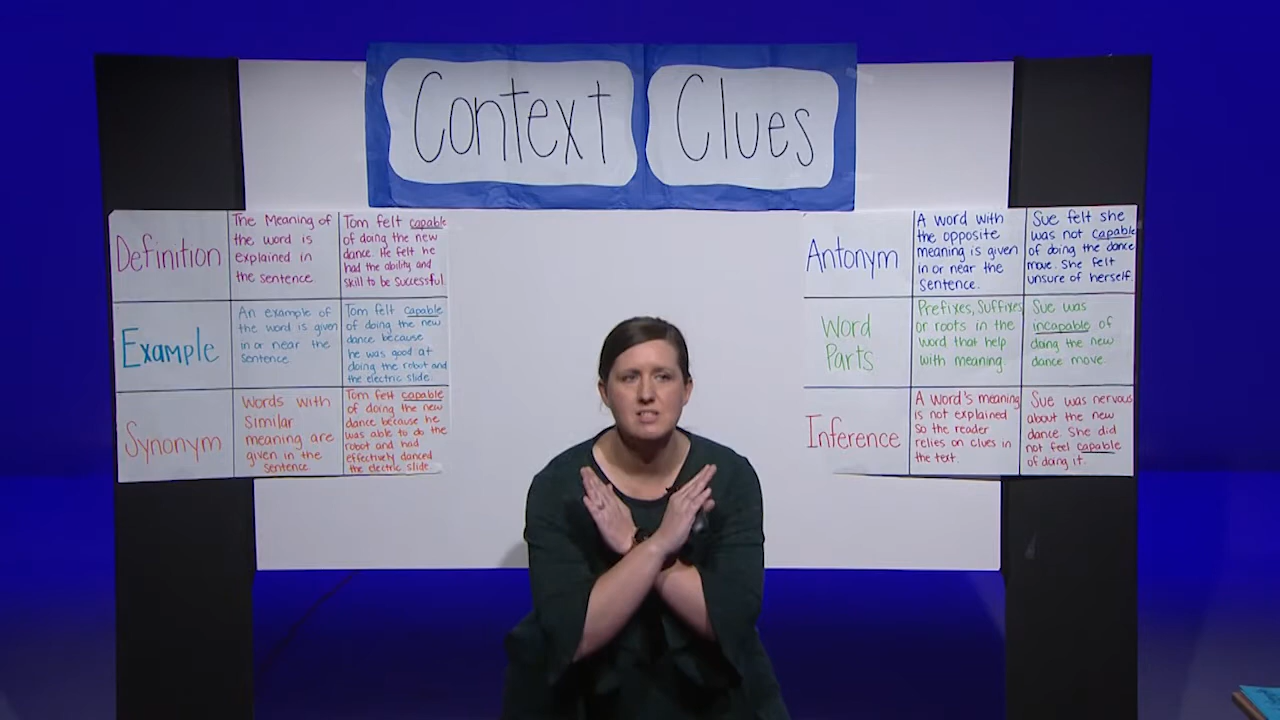 Context Clues
Definition
The Meaning of
the word is
explained in
the sentence.
Tom felt capable
of doing the new
dance. He felt he
had the ability and
skill to be successful.
Example
An example of
the word is given
in or near the
sentence.
Tom felt capable
of doing the new
dance because
he was good at
doing the robot and
the electric slide.
Synonym
Words with
similar
meaning are
given in the
sentence
Tom felt capable
of doing the new
dance because he
was able to do the
robot and had
effectively danced
the electric slide.
Antonym
A word with
the opposite
meaning is given
in or near the
sentence.
Sue felt she
was not capable
of doing the dance
move. She felt
unsure of herself.
Word
Parts
Prefixes, Suffixes
or roots in the
word that help
with meaning.
Sue was
incapable of
doing the new
dance move.
Inference
A word's meaning
is not explained
so the reader
relies on clues in
the text.
Sue was nervous
about the new
dance. She did
not feel capable
of doing it.